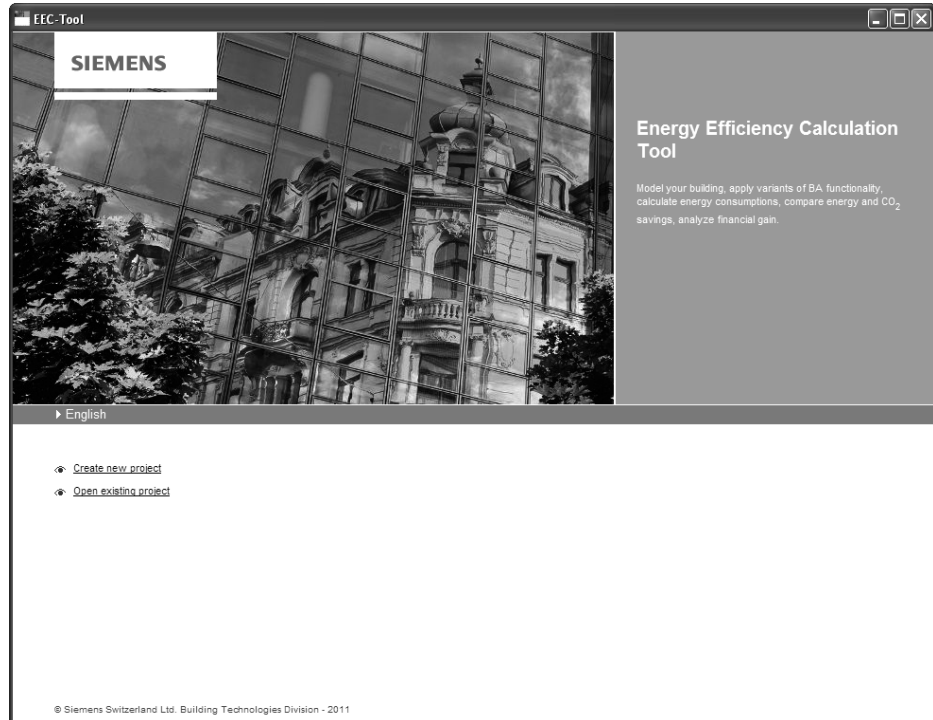 EEC-Tool
SIEMENS
Energy Efficiency Calculation
Tool
Model your building, apply variants of BA functionality,
calculate energy consumptions, compare energy and CO₂
savings, analyze financial gain.
English
Create new project
Open existing project
© Siemens Switzerland Ltd. Building Technologies Division - 2011